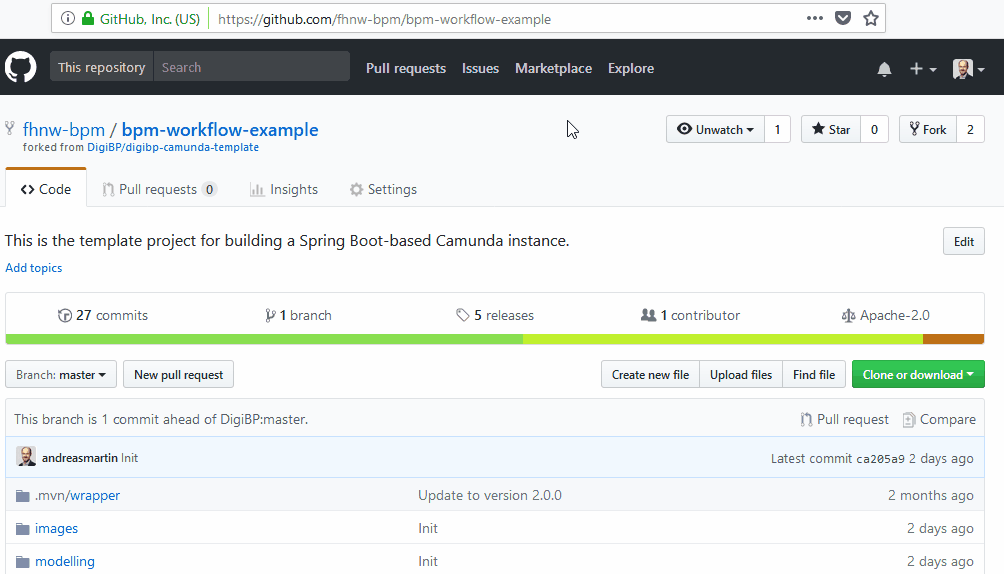 GitHub, Inc. (US) https://github.com/fhnw-bpm/bpm-workflow-example
This repository Search Pull requests Issues Marketplace Explore
fhnw-bpm / bpm-workflow-example Unwatch 1 Star 0 Fork 2
forked from DigiBP/digibp-camunda-template
Code Pull requests 0 Insights Settings
This is the template project for building a Spring Boot-based Camunda instance. Edit
Add topics
27 commits 1 branch 5 releases 1 contributor Apache-2.0
Branch: master New pull request Create new file Upload files Find file Clone or download
This branch is 1 commit ahead of DigiBP:master. Pull request Compare
andreasmartin Init Latest commit ca205a9 2 days ago
.mvn/wrapper Update to version 2.0.0 2 months ago
images Init 2 days ago
modelling Init 2 days ago